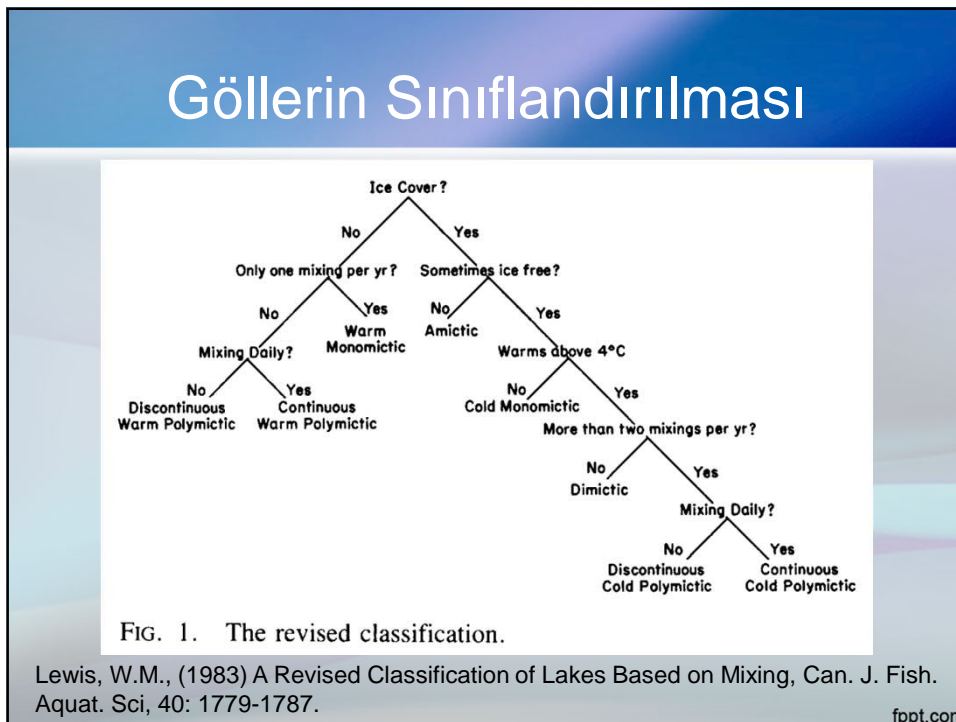 Göllerin Sınıflandırılması
Ice Cover?
No Yes
Only one mixing per yr? Sometimes ice free?
No Yes No Yes
Warm Monomictic Amictic
Mixing Daily? Warms above 4°C
No Yes No Yes
Discontinuous Continuous Cold Monomictic
Warm Polymictic Warm Polymictic
More than two mixings per yr?
No Yes
Dimictic
Mixing Daily?
No Yes
Discontinuous Continuous
Cold Polymictic Cold Polymictic
FIG. 1. The revised classification.
Lewis, W.M., (1983) A Revised Classification of Lakes Based on Mixing, Can. J. Fish.
Aquat. Sci, 40: 1779-1787.
fppt.com